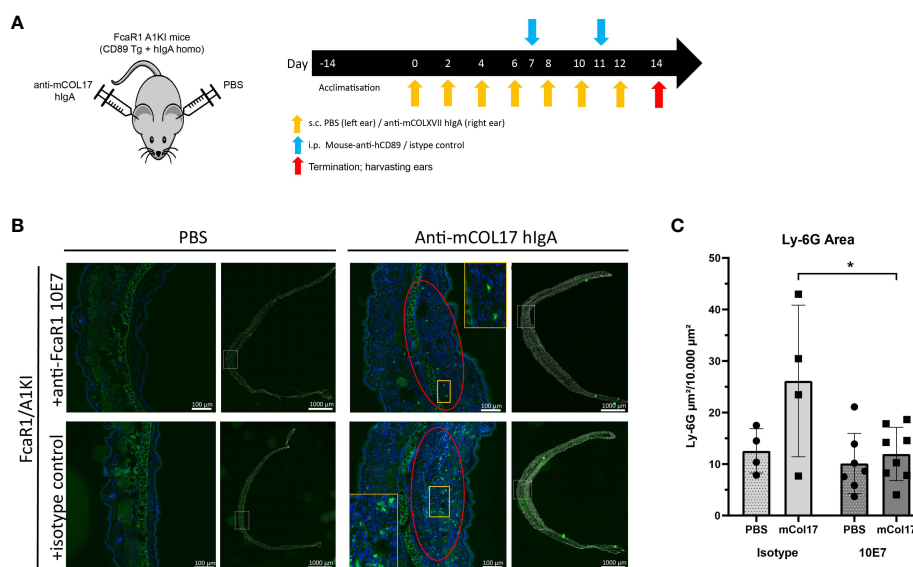 A
FcaR1 A1KI mice
(CD89 Tg + hIgA homo)
anti-mCOL17
hIgA
PBS
Day -14 0 2 4 6 7 8 10 11 12 14
Acclimatisation
s.c. PBS (left ear) / anti-mCOLXVII hIgA (right ear)
i.p. Mouse-anti-hCD89 / istype control
Termination; harvasting ears
B
PBS Anti-mCOL17 hIgA
FcaR1/A1KI
+anti-FcaR1 10E7
100 µm 1000 µm 100 µm 1000 µm
+isotype control
100 µm 1000 µm 100 µm 1000 µm
C
Ly-6G Area
*
Ly-6G µm²/10.000 µm²
50
40
30
20
10
0
PBS mCol17 PBS mCol17
Isotype 10E7